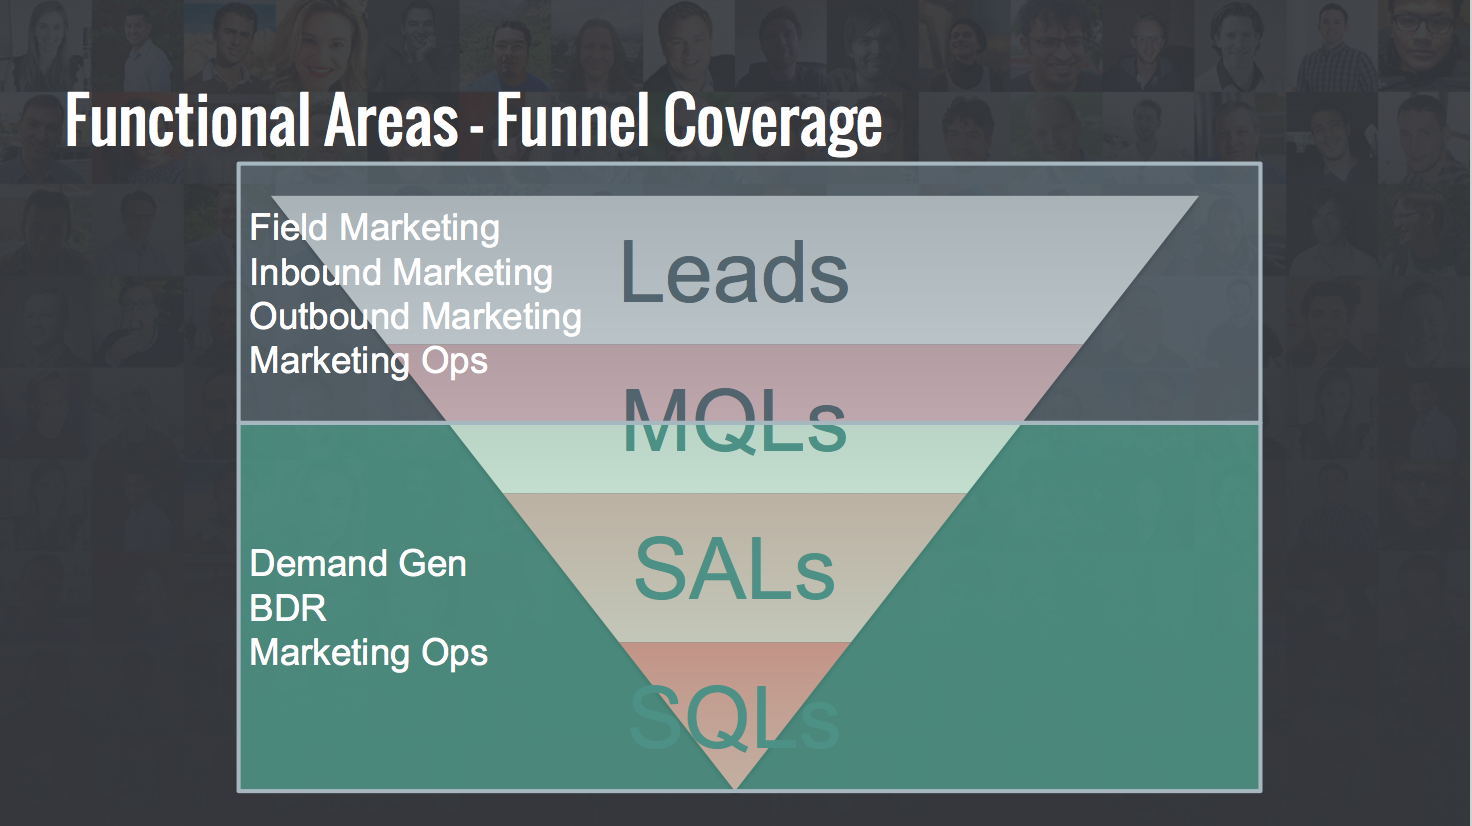 Functional Areas - Funnel Coverage
Field Marketing
Inbound Marketing
Outbound Marketing
Marketing Ops
Leads
MQLs
Demand Gen
BDR
Marketing Ops
SALs
SQLs